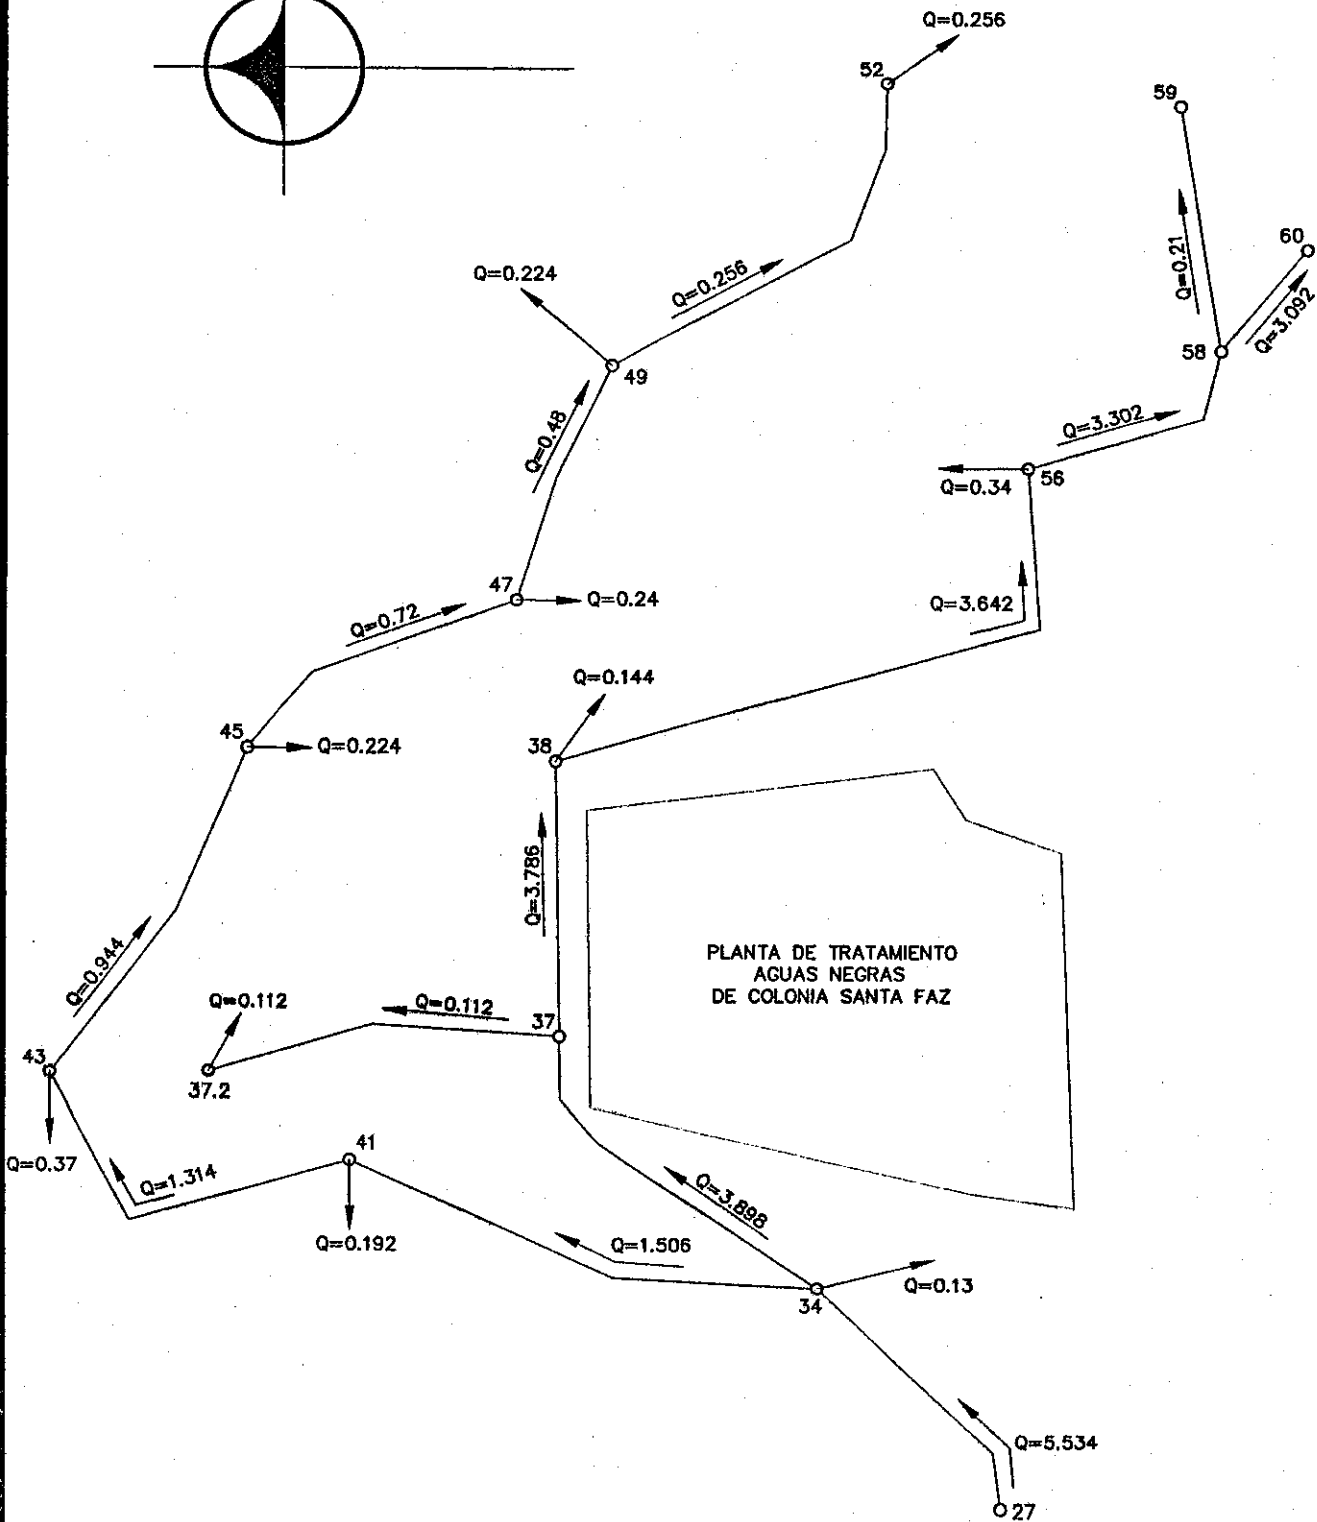 Q=0.256
52
59
60
Q=0.224
Q=0.256
Q=0.21
Q=3.092
58
49
Q=3.302
Q=0.48
56
Q=0.34
47
Q=0.24
Q=3.642
Q=0.72
Q=0.144
45
Q=0.224
38
Q=3.786
PLANTA DE TRATAMIENTO
AGUAS NEGRAS
DE COLONIA SANTA FAZ
Q=0.944
Q=0.112
Q=0.112
37
43
37.2
41
Q=0.37
Q=1.314
Q=3.898
Q=0.192
Q=1.506
Q=0.13
34
Q=5.534
27